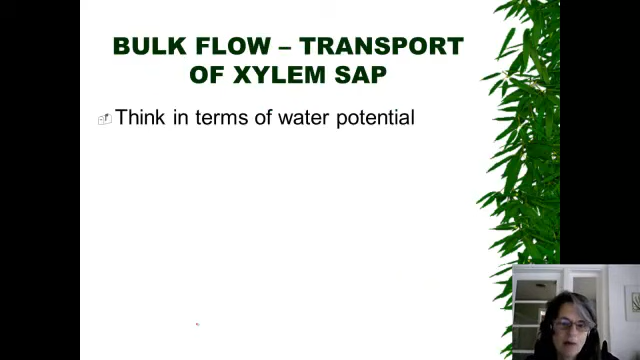 BULK FLOW – TRANSPORT
OF XYLEM SAP
Think in terms of water potential